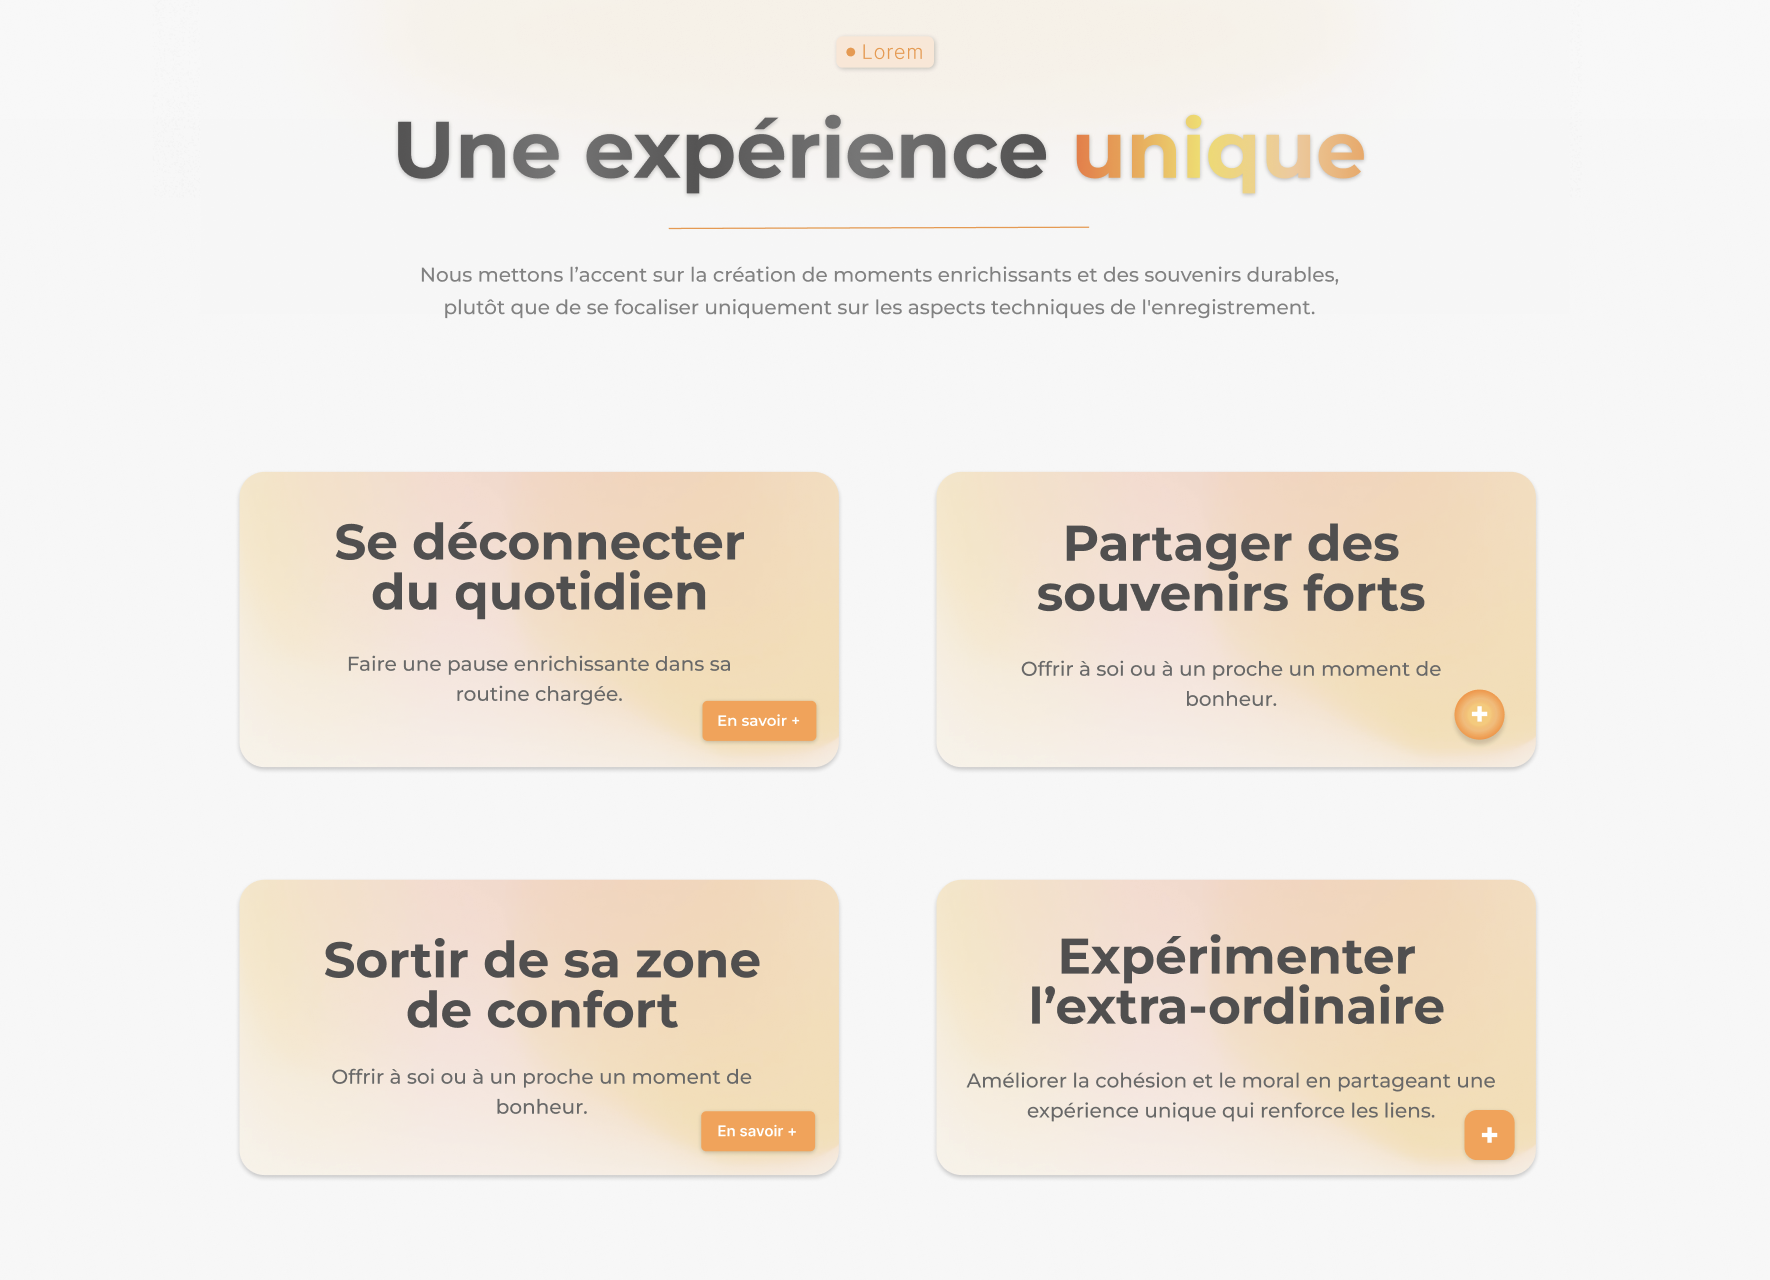 Lorem
Une expérience unique
Nous mettons l’accent sur la création de moments enrichissants et des souvenirs durables,
plutôt que de se focaliser uniquement sur les aspects techniques de l'enregistrement.
Se déconnecter
du quotidien
Faire une pause enrichissante dans sa
routine chargée.
En savoir +
Partager des
souvenirs forts
Offrir à soi ou à un proche un moment de
bonheur.
+
Sortir de sa zone
de confort
Offrir à soi ou à un proche un moment de
bonheur.
En savoir +
Expérimenter
l’extra-ordinaire
Améliorer la cohésion et le moral en partageant une
expérience unique qui renforce les liens.
+